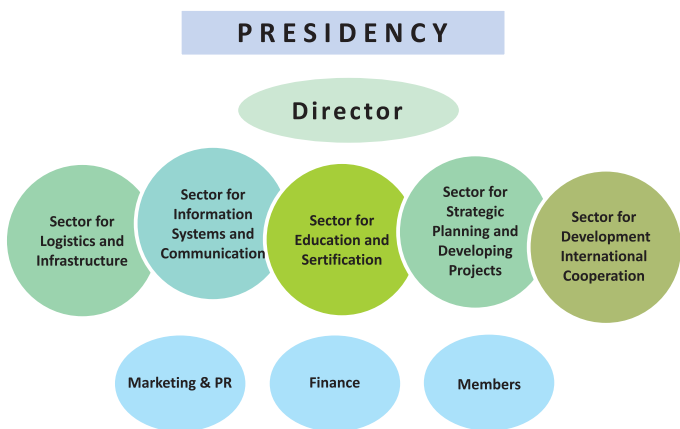 PRESIDENCY
Director
Sector for
Logistics and
Infrastructure
Sector for
Information
Systems and
Communication
Sector for
Education and
Sertification
Sector for
Strategic
Planning and
Developing
Projects
Sector for
Development
International
Cooperation
Marketing & PR
Finance
Members